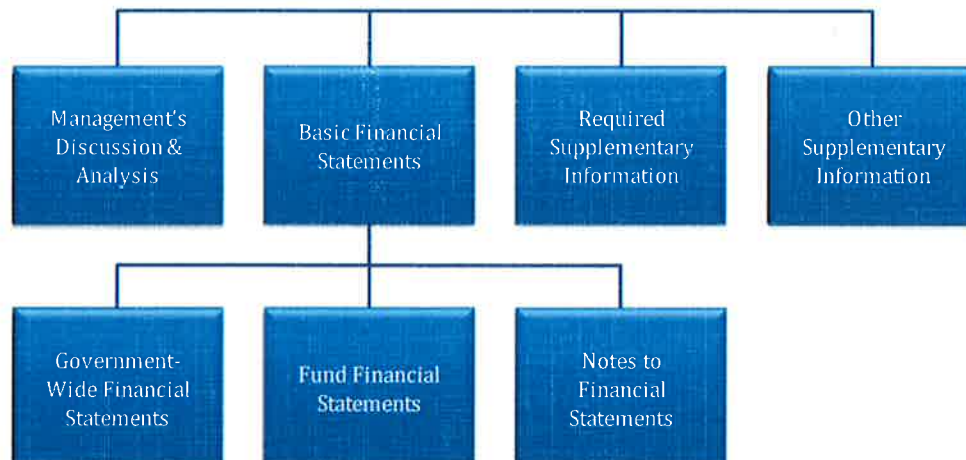 Management's
Discussion &
Analysis
Basic Financial
Statements
Required
Supplementary
Information
Other
Supplementary
Information
Government-
Wide Financial
Statements
Fund Financial
Statements
Notes to
Financial
Statements